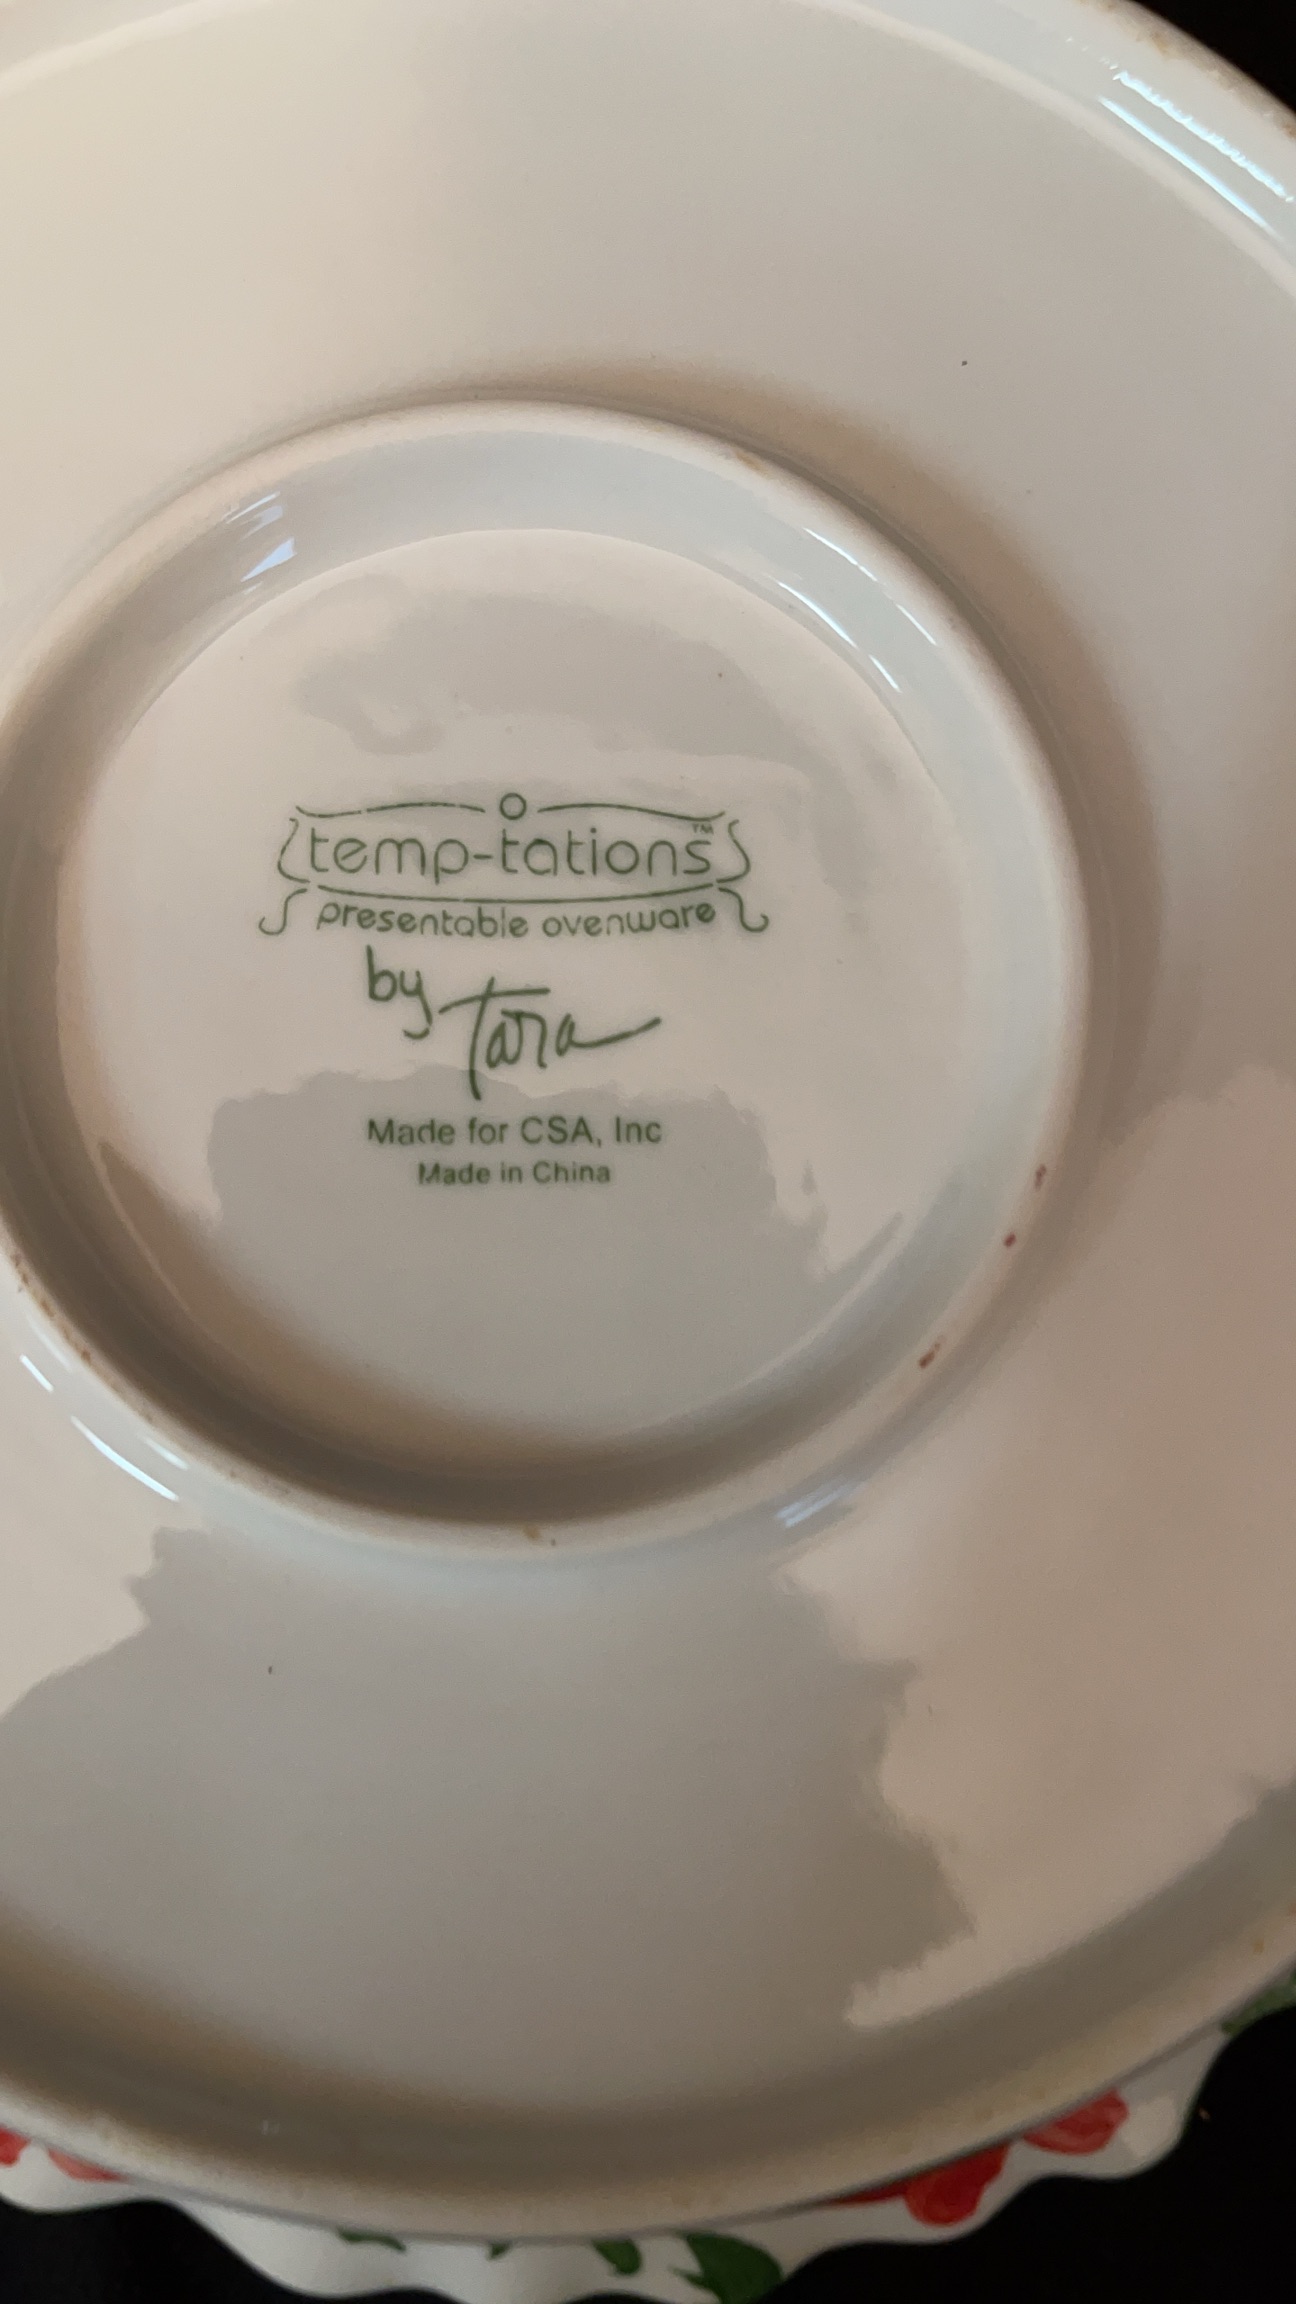 temp-tations™
presentable ovenware
by Tara
Made for CSA, Inc
Made in China